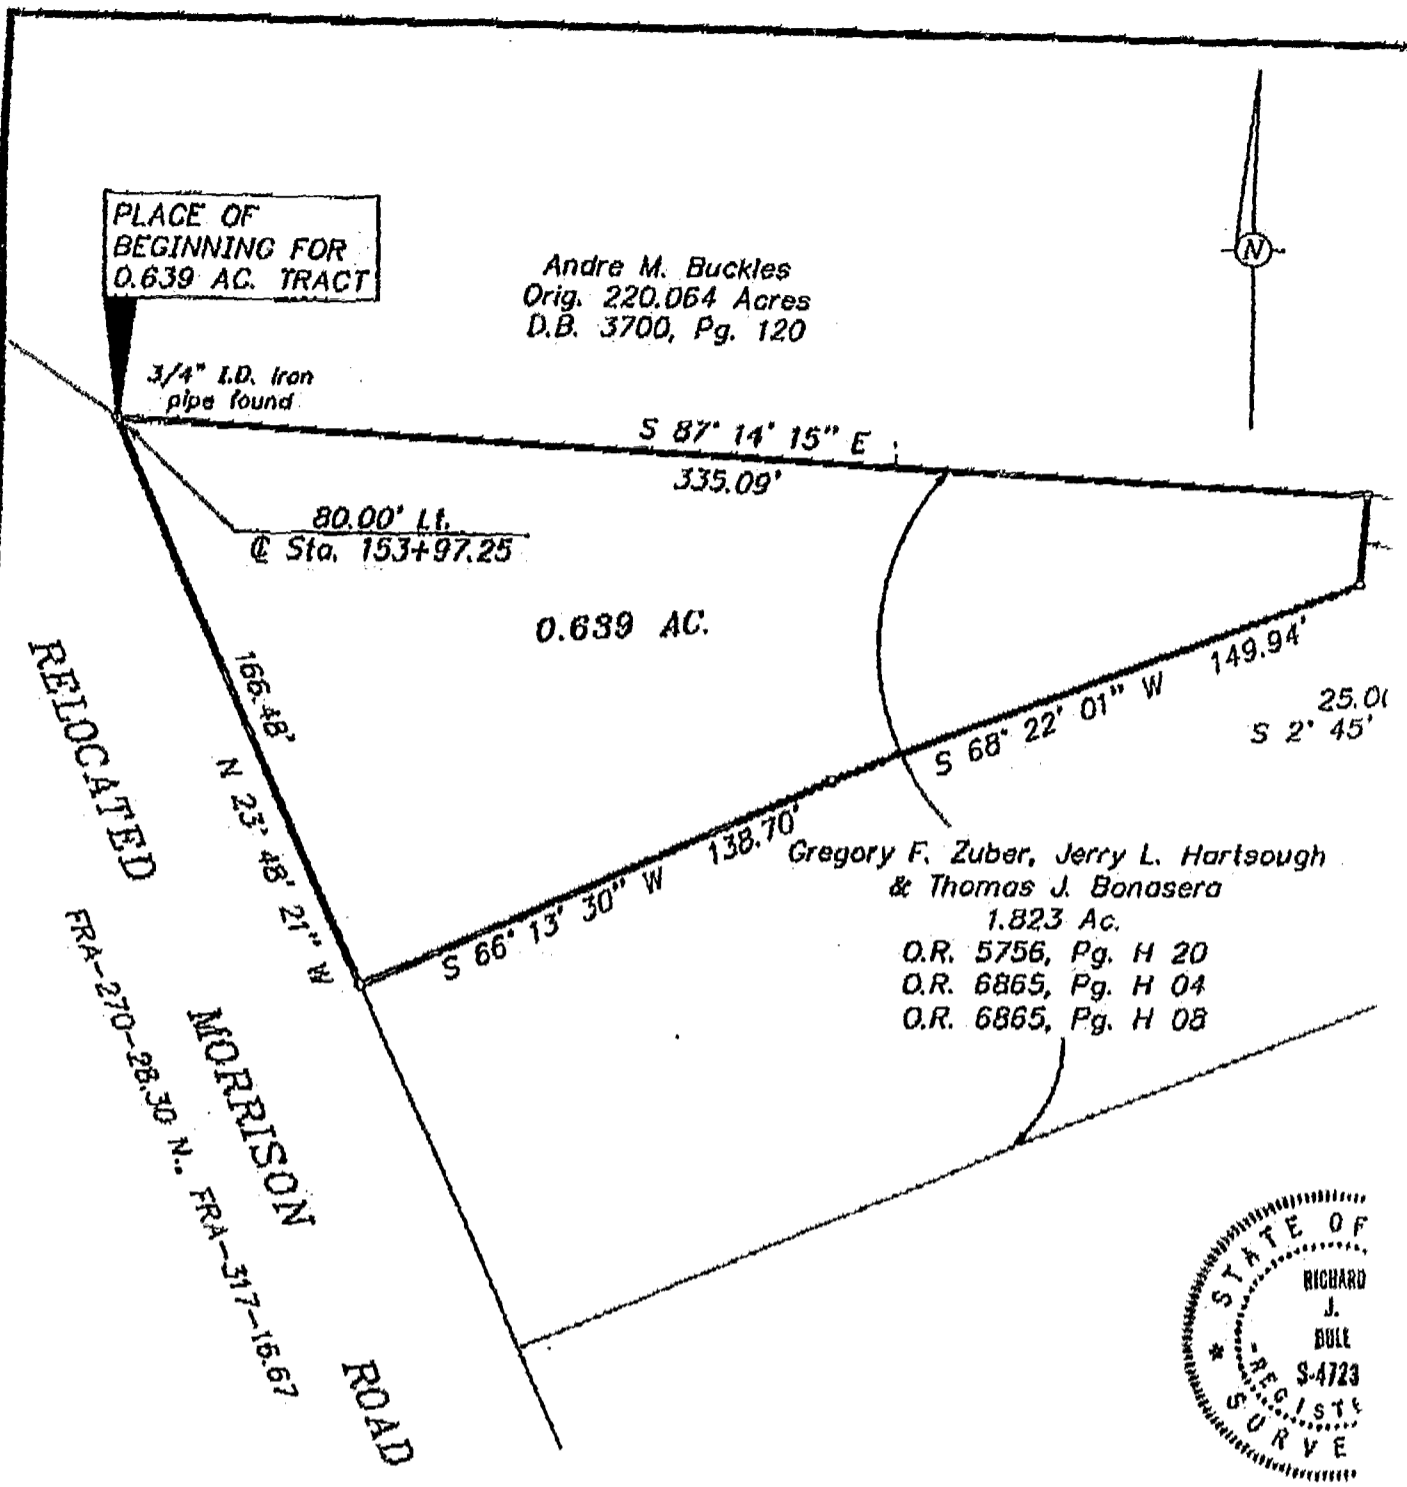 PLACE OF
BEGINNING FOR
0.639 AC. TRACT
Andre M. Buckles
Orig. 220.064 Acres
D.B. 3700, Pg. 120
N
3/4" I.D. Iron
pipe found
S 87° 14' 15" E
335.09'
80.00' Lt.
℄ Sta. 153+97.25
0.639 AC.
166.48'
N 23° 48' 21" W
149.94'
S 68° 22' 01" W
25.0
S 2° 45'
138.70'
S 66° 13' 30" W
Gregory F. Zuber, Jerry L. Hartsough
& Thomas J. Bonasera
1.823 Ac.
O.R. 5756, Pg. H 20
O.R. 6865, Pg. H 04
O.R. 6865, Pg. H 08
RELOCATED
MORRISON
ROAD
FRA-270-28.30 N., FRA-317-16.67
* STATE OF
RICHARD
J.
BULL
S-4723
REGISTE
SURVE